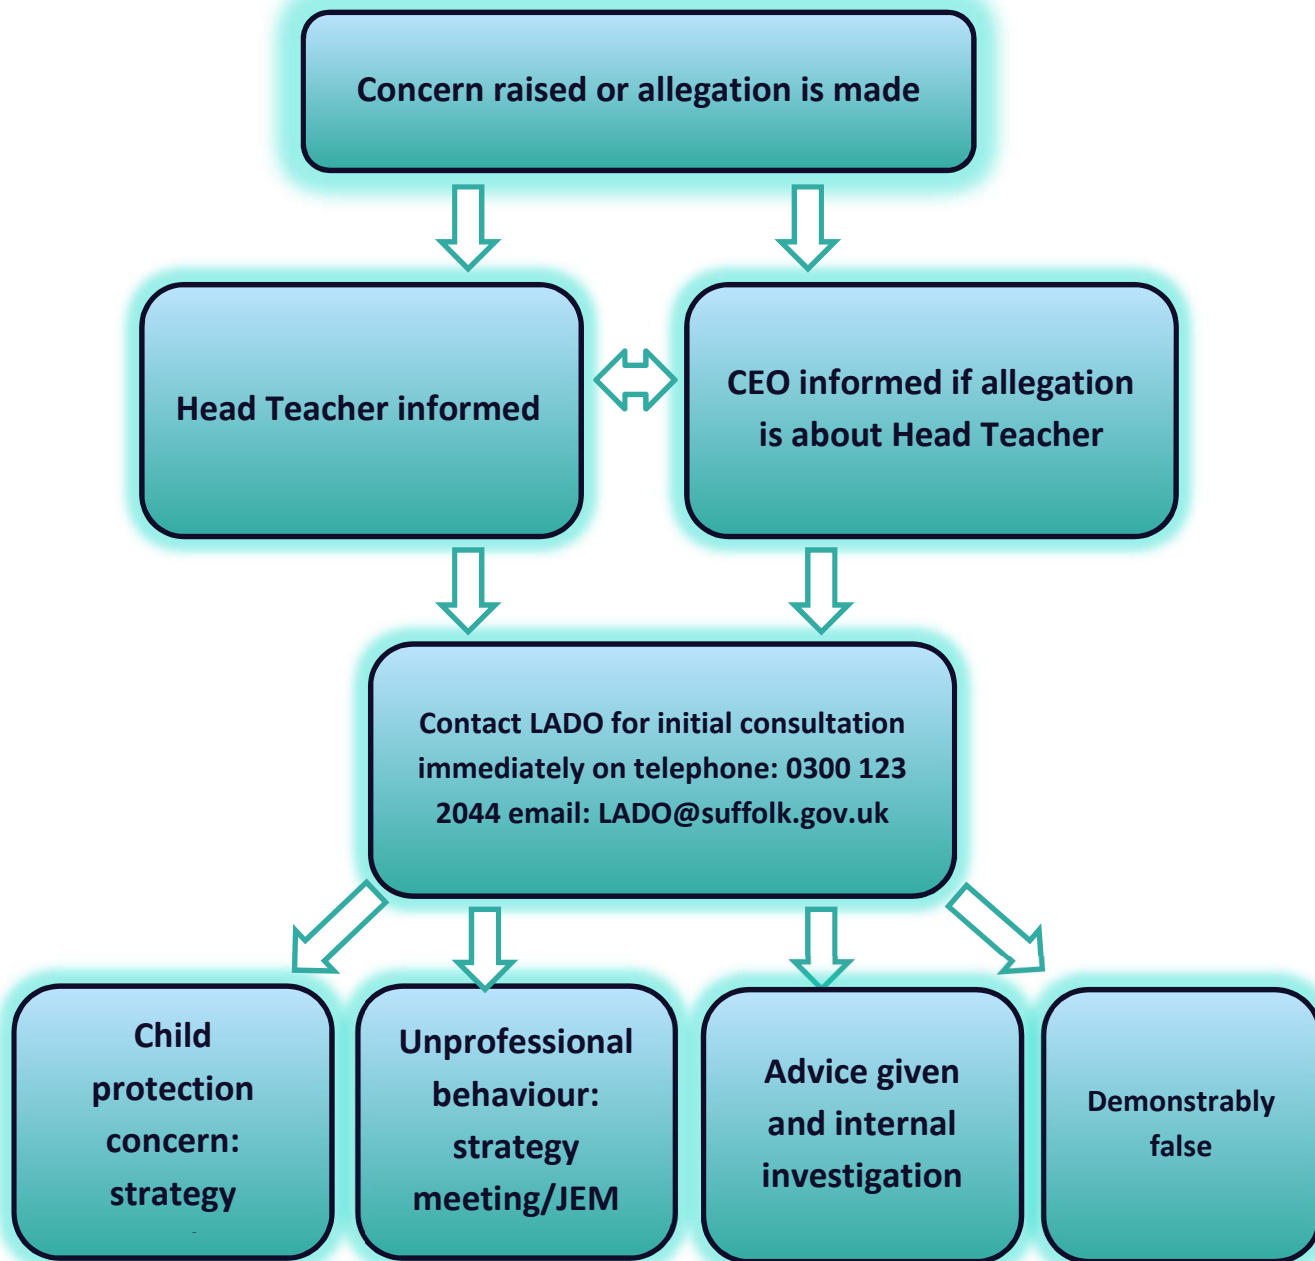 Concern raised or allegation is made
Head Teacher informed
CEO informed if allegation
is about Head Teacher
Contact LADO for initial consultation
immediately on telephone: 0300 123
2044 email: LADO@suffolk.gov.uk
Child
protection
concern:
strategy
Unprofessional
behaviour:
strategy
meeting/JEM
Advice given
and internal
investigation
Demonstrably
false